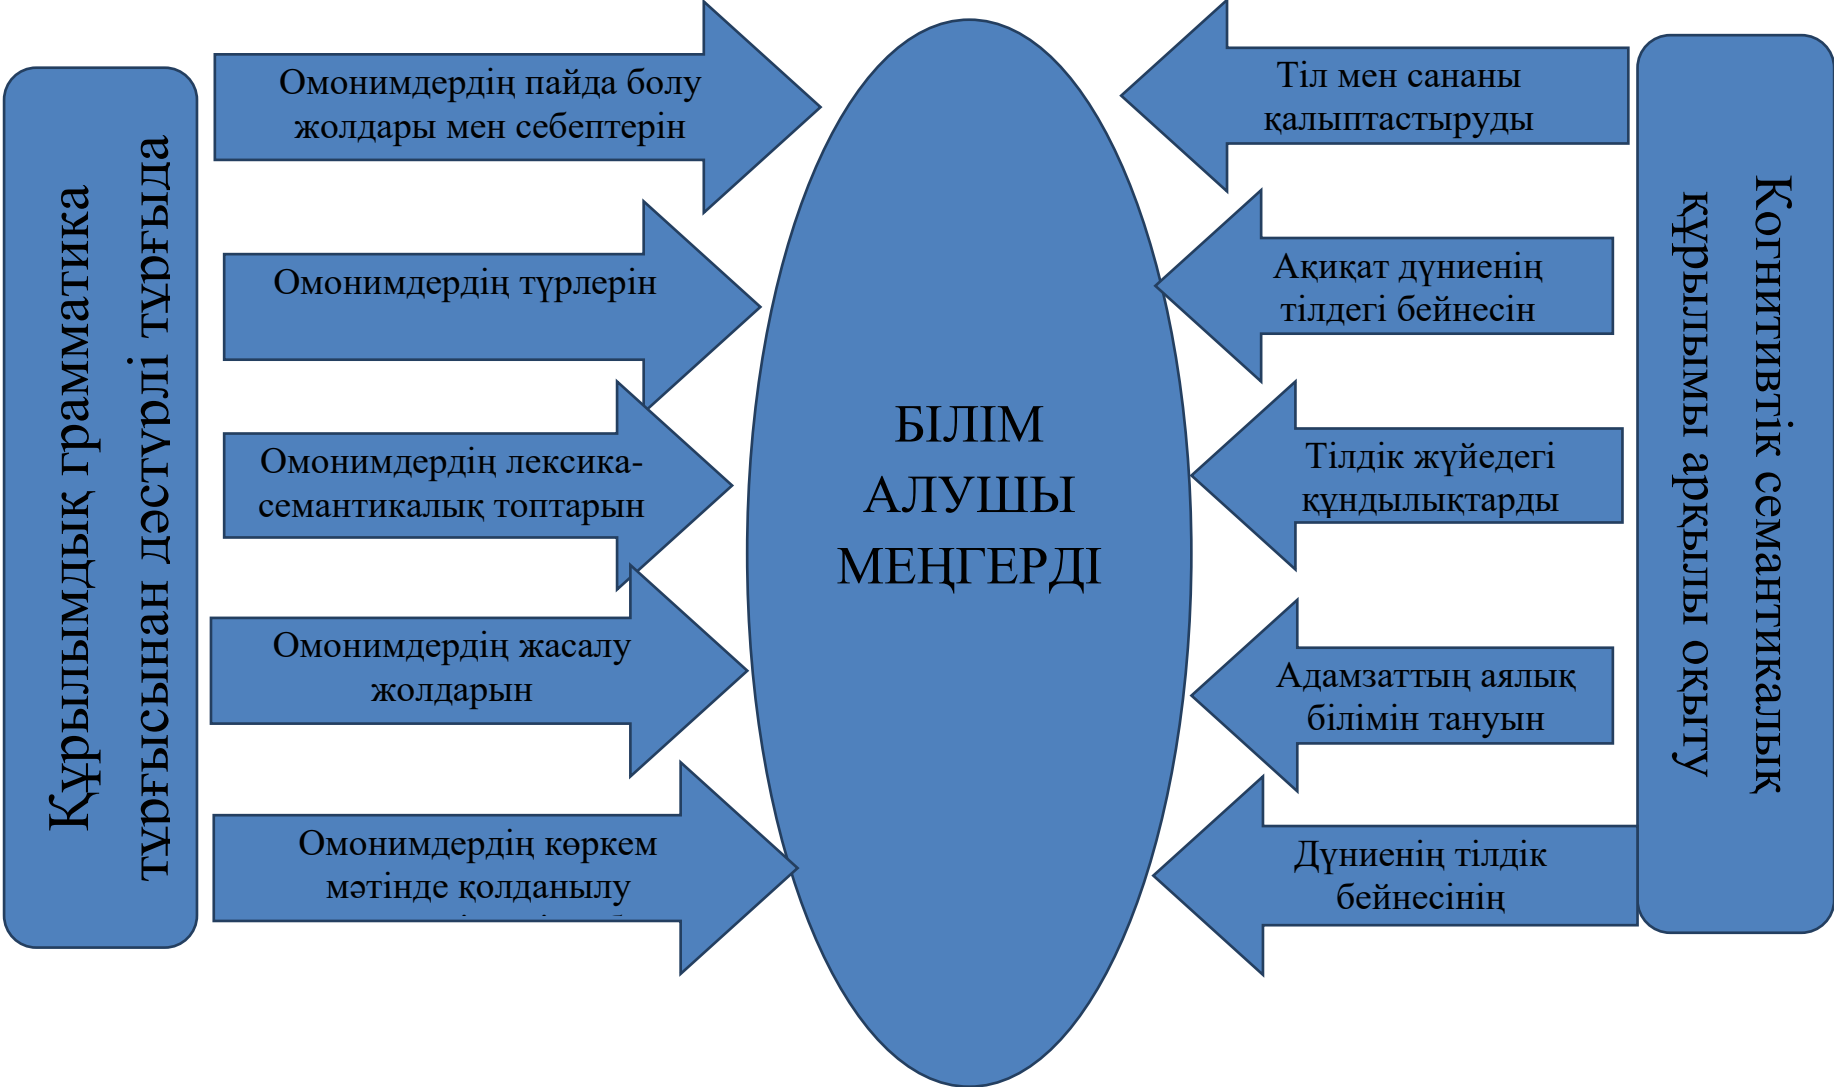 Құрылымдық грамматика
тұрғысынан дәстүрлі тұрғыда
Омонимдердің пайда болу
жолдары мен себептерін
Омонимдердің түрлерін
Омонимдердің лексика-
семантикалық топтарын
Омонимдердің жасалу
жолдарын
Омонимдердің көркем
мәтінде қолданылу
БІЛІМ
АЛУШЫ
МЕҢГЕРДІ
Тіл мен сананы
қалыптастыруды
Ақиқат дүниенің
тілдегі бейнесін
Тілдік жүйедегі
құндылықтарды
Адамзаттың аялық
білімін тануын
Дүниенің тілдік
бейнесінің
Когнитивтік семантикалық
құрылымы арқылы оқыту